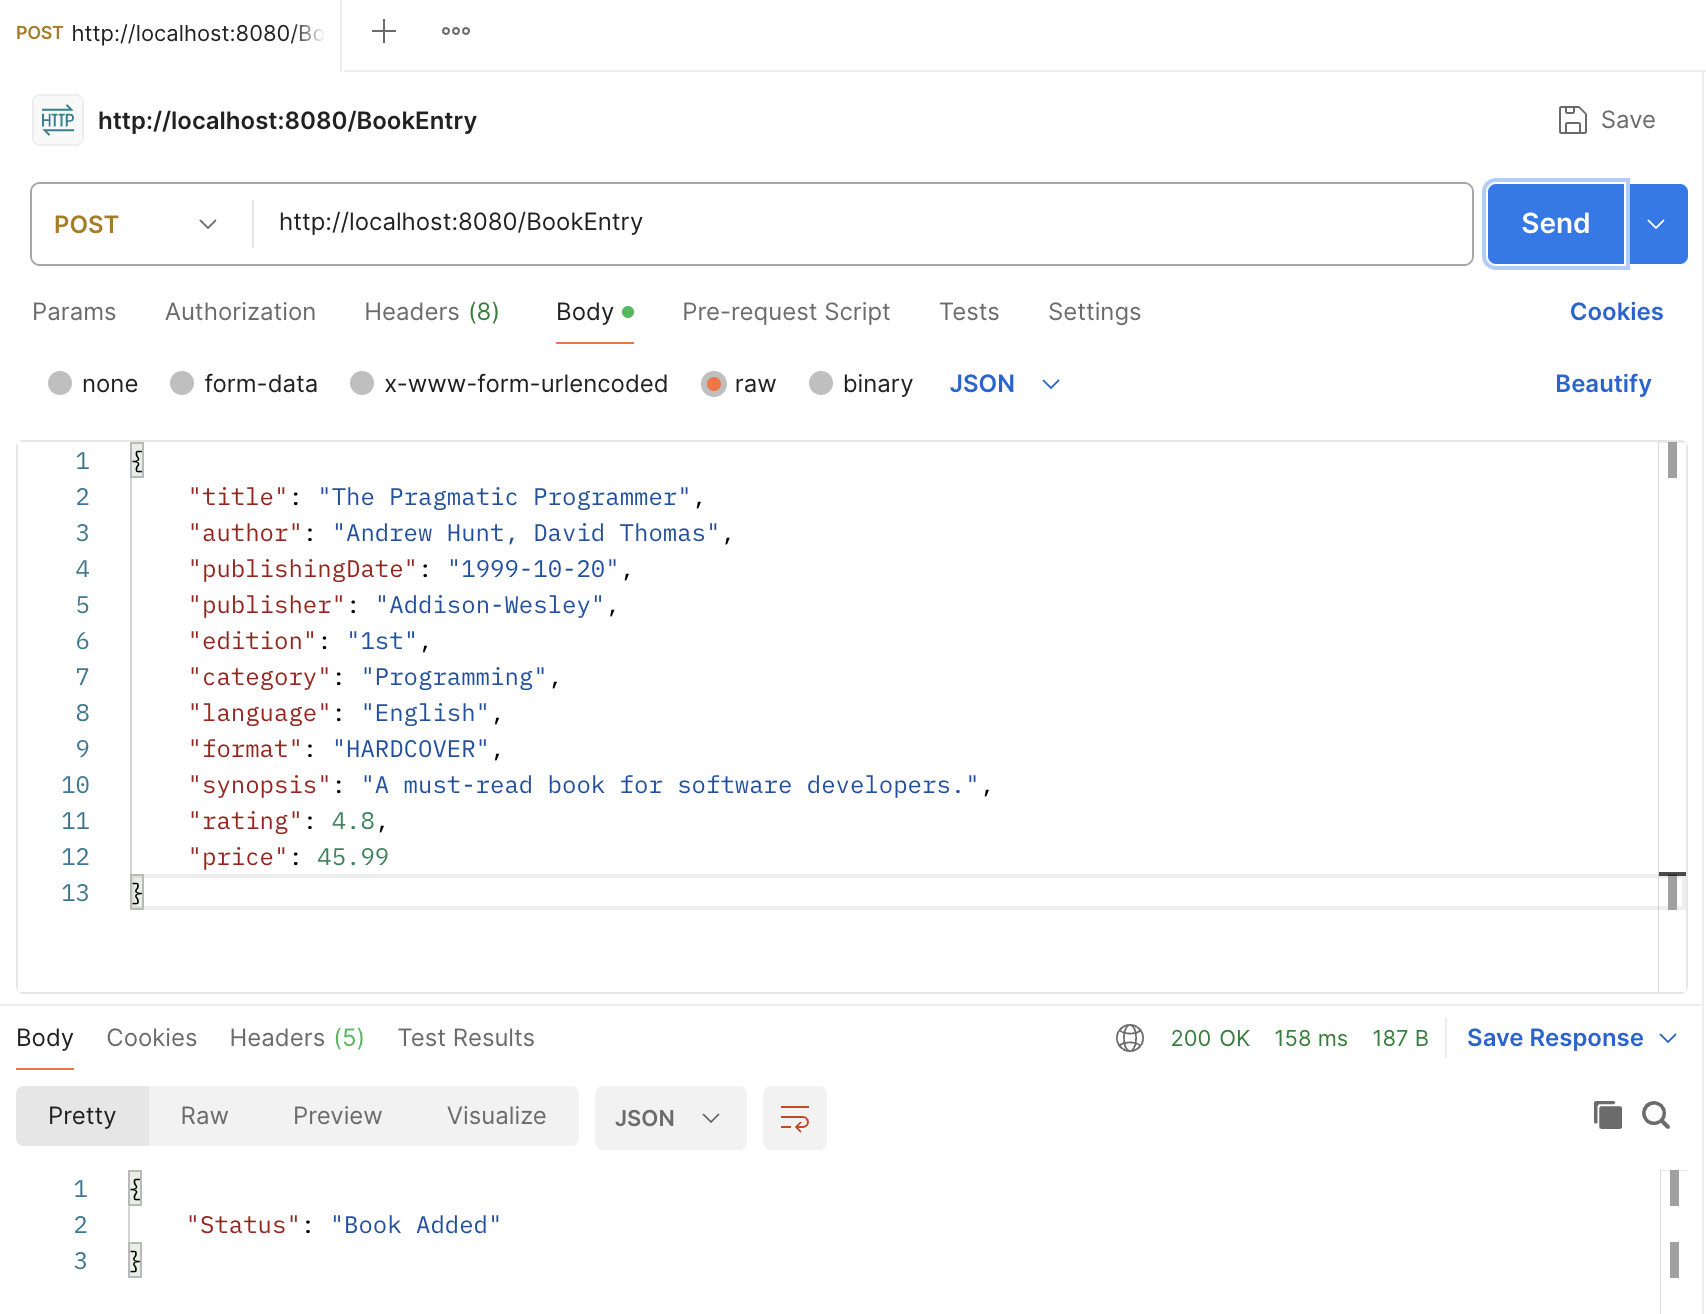 POST http://localhost:8080/Bo
HTTP http://localhost:8080/BookEntry Save
POST http://localhost:8080/BookEntry Send
Params Authorization Headers (8) Body Pre-request Script Tests Settings Cookies
none form-data x-www-form-urlencoded raw binary JSON Beautify
1 {
2 "title": "The Pragmatic Programmer",
3 "author": "Andrew Hunt, David Thomas",
4 "publishingDate": "1999-10-20",
5 "publisher": "Addison-Wesley",
6 "edition": "1st",
7 "category": "Programming",
8 "language": "English",
9 "format": "HARDCOVER",
10 "synopsis": "A must-read book for software developers.",
11 "rating": 4.8,
12 "price": 45.99
13 }
Body Cookies Headers (5) Test Results 200 OK 158 ms 187 B Save Response
Pretty Raw Preview Visualize JSON
1 {
2 "Status": "Book Added"
3 }